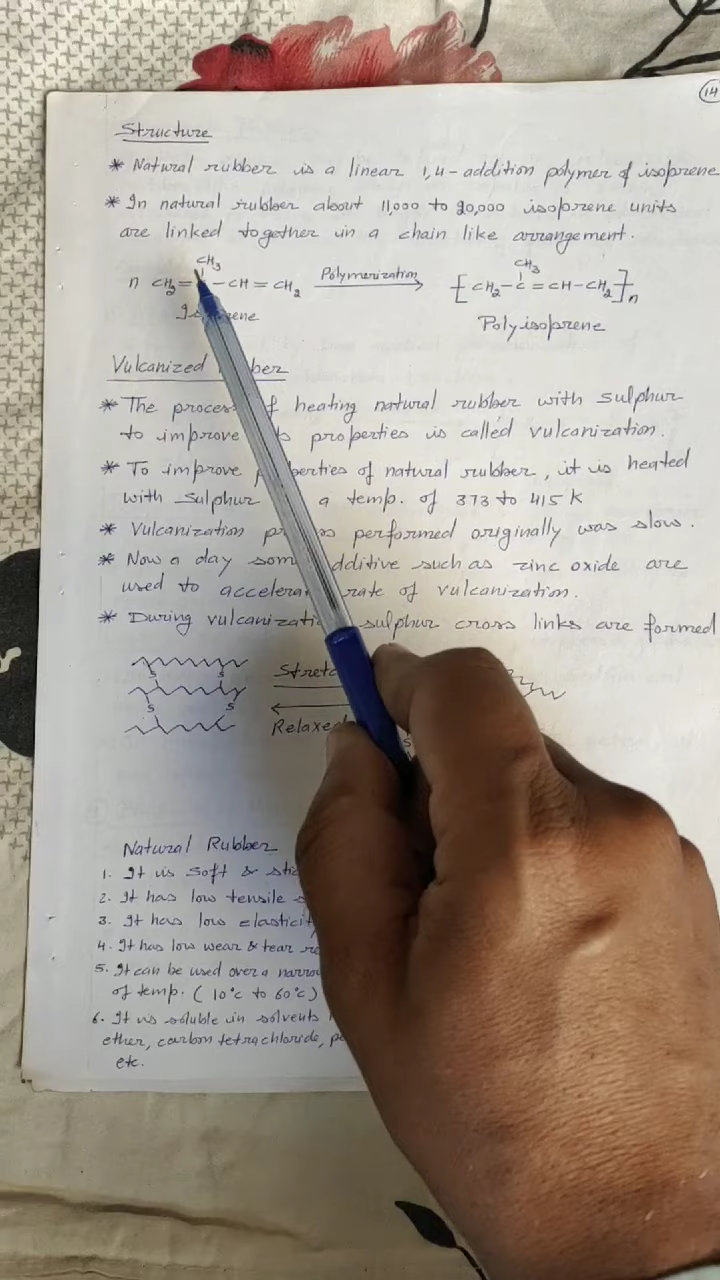 14
Structure
* Natural rubber is a linear 1,4-addition polymer of isoprene
* In natural rubber about 11,000 to 20,000 isoprene units
are linked together in a chain like arrangement.
CH3 CH3
n CH2= -CH=CH2 Polymerization [CH2-C=CH-CH2]n
Polyisoprene
Vulcanized
* The process heating natural rubber with sulphur
to improve properties is called vulcanization.
* To improve of natural rubber, it is heated
with sulphur a temp. of 373 to 415 K
* Vulcanization performed originally was slow.
* Now a day such as zinc oxide are
used to rate of vulcanization.
* During sulphur cross links are formed
S S
S S
Relaxed
S
Natural Rubber
1. It is soft &
2. It has low tensile
3. It has low elasticity
4. It has low wear & tear
5. It can be used over a
of temp. (10°c to 60°c)
6. It is soluble in solvents
ether, carbon tetrachloride,
etc.